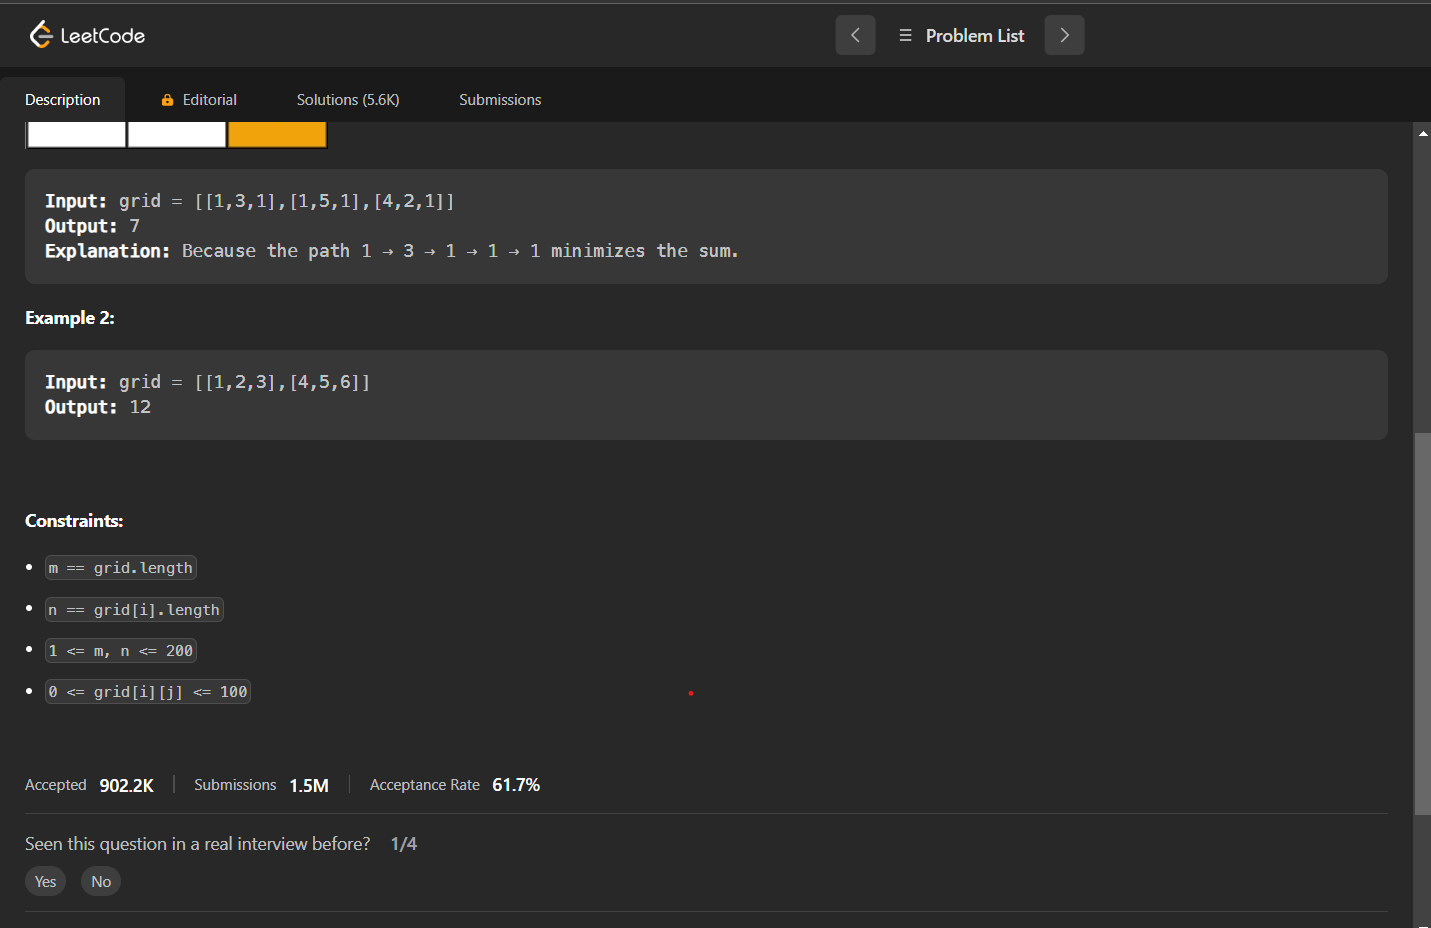 LeetCode
Problem List
Description Editorial Solutions (5.6K) Submissions
Input: grid = [[1,3,1],[1,5,1],[4,2,1]]
Output: 7
Explanation: Because the path 1 → 3 → 1 → 1 → 1 minimizes the sum.
Example 2:
Input: grid = [[1,2,3],[4,5,6]]
Output: 12
Constraints:
m == grid.length
n == grid[i].length
1 <= m, n <= 200
0 <= grid[i][j] <= 100
Accepted 902.2K Submissions 1.5M Acceptance Rate 61.7%
Seen this question in a real interview before? 1/4
Yes No